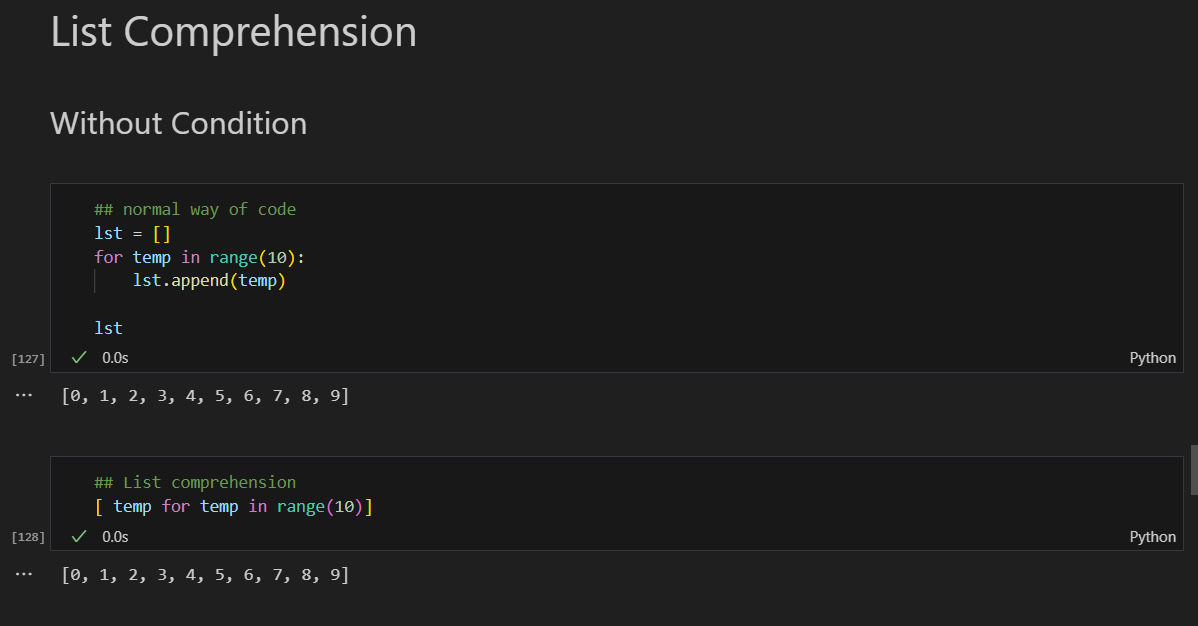 List Comprehension
Without Condition
## normal way of code
lst = []
for temp in range(10):
    lst.append(temp)
lst
[127] ✓ 0.0s Python
... [0, 1, 2, 3, 4, 5, 6, 7, 8, 9]
## List comprehension
[ temp for temp in range(10)]
[128] ✓ 0.0s Python
... [0, 1, 2, 3, 4, 5, 6, 7, 8, 9]